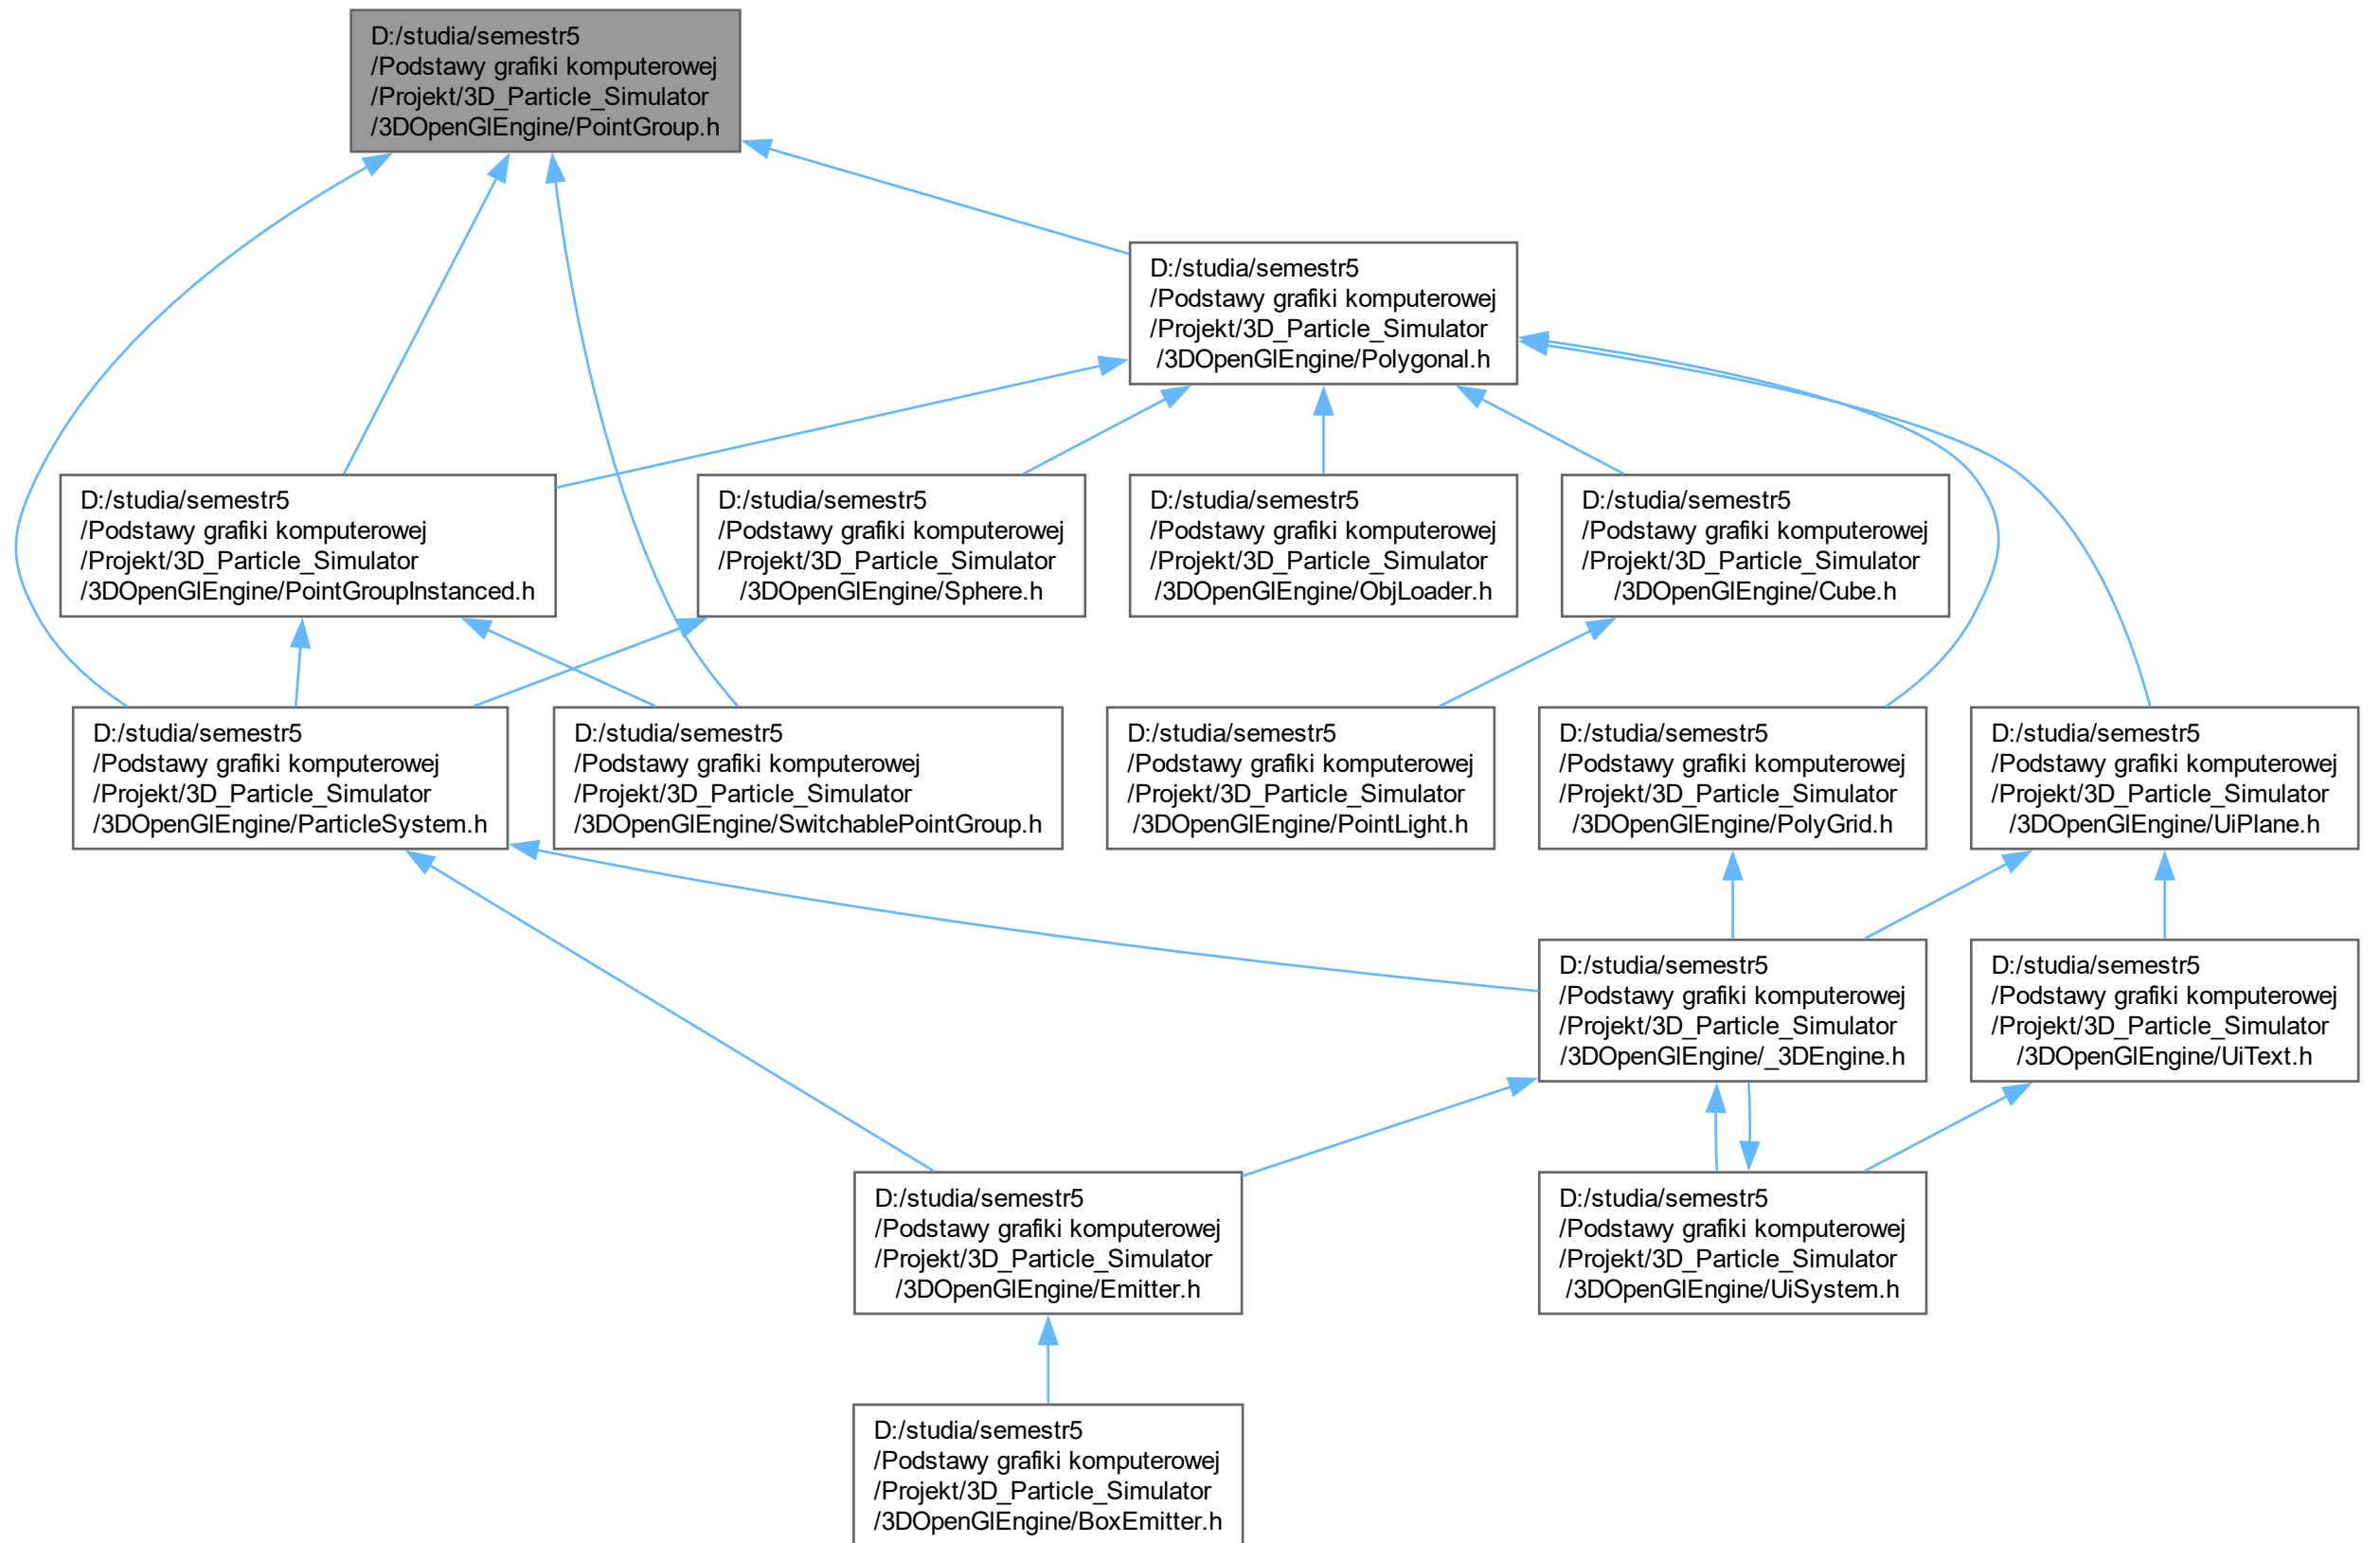 D:/studia/semestr5
/Podstawy grafiki komputerowej
/Projekt/3D_Particle_Simulator
/3DOpenGlEngine/PointGroup.h
D:/studia/semestr5
/Podstawy grafiki komputerowej
/Projekt/3D_Particle_Simulator
/3DOpenGlEngine/Polygonal.h
D:/studia/semestr5
/Podstawy grafiki komputerowej
/Projekt/3D_Particle_Simulator
/3DOpenGlEngine/PointGroupInstanced.h
D:/studia/semestr5
/Podstawy grafiki komputerowej
/Projekt/3D_Particle_Simulator
/3DOpenGlEngine/Sphere.h
D:/studia/semestr5
/Podstawy grafiki komputerowej
/Projekt/3D_Particle_Simulator
/3DOpenGlEngine/ObjLoader.h
D:/studia/semestr5
/Podstawy grafiki komputerowej
/Projekt/3D_Particle_Simulator
/3DOpenGlEngine/Cube.h
D:/studia/semestr5
/Podstawy grafiki komputerowej
/Projekt/3D_Particle_Simulator
/3DOpenGlEngine/ParticleSystem.h
D:/studia/semestr5
/Podstawy grafiki komputerowej
/Projekt/3D_Particle_Simulator
/3DOpenGlEngine/SwitchablePointGroup.h
D:/studia/semestr5
/Podstawy grafiki komputerowej
/Projekt/3D_Particle_Simulator
/3DOpenGlEngine/PointLight.h
D:/studia/semestr5
/Podstawy grafiki komputerowej
/Projekt/3D_Particle_Simulator
/3DOpenGlEngine/PolyGrid.h
D:/studia/semestr5
/Podstawy grafiki komputerowej
/Projekt/3D_Particle_Simulator
/3DOpenGlEngine/UiPlane.h
D:/studia/semestr5
/Podstawy grafiki komputerowej
/Projekt/3D_Particle_Simulator
/3DOpenGlEngine/_3DEngine.h
D:/studia/semestr5
/Podstawy grafiki komputerowej
/Projekt/3D_Particle_Simulator
/3DOpenGlEngine/UiText.h
D:/studia/semestr5
/Podstawy grafiki komputerowej
/Projekt/3D_Particle_Simulator
/3DOpenGlEngine/Emitter.h
D:/studia/semestr5
/Podstawy grafiki komputerowej
/Projekt/3D_Particle_Simulator
/3DOpenGlEngine/UiSystem.h
D:/studia/semestr5
/Podstawy grafiki komputerowej
/Projekt/3D_Particle_Simulator
/3DOpenGlEngine/BoxEmitter.h